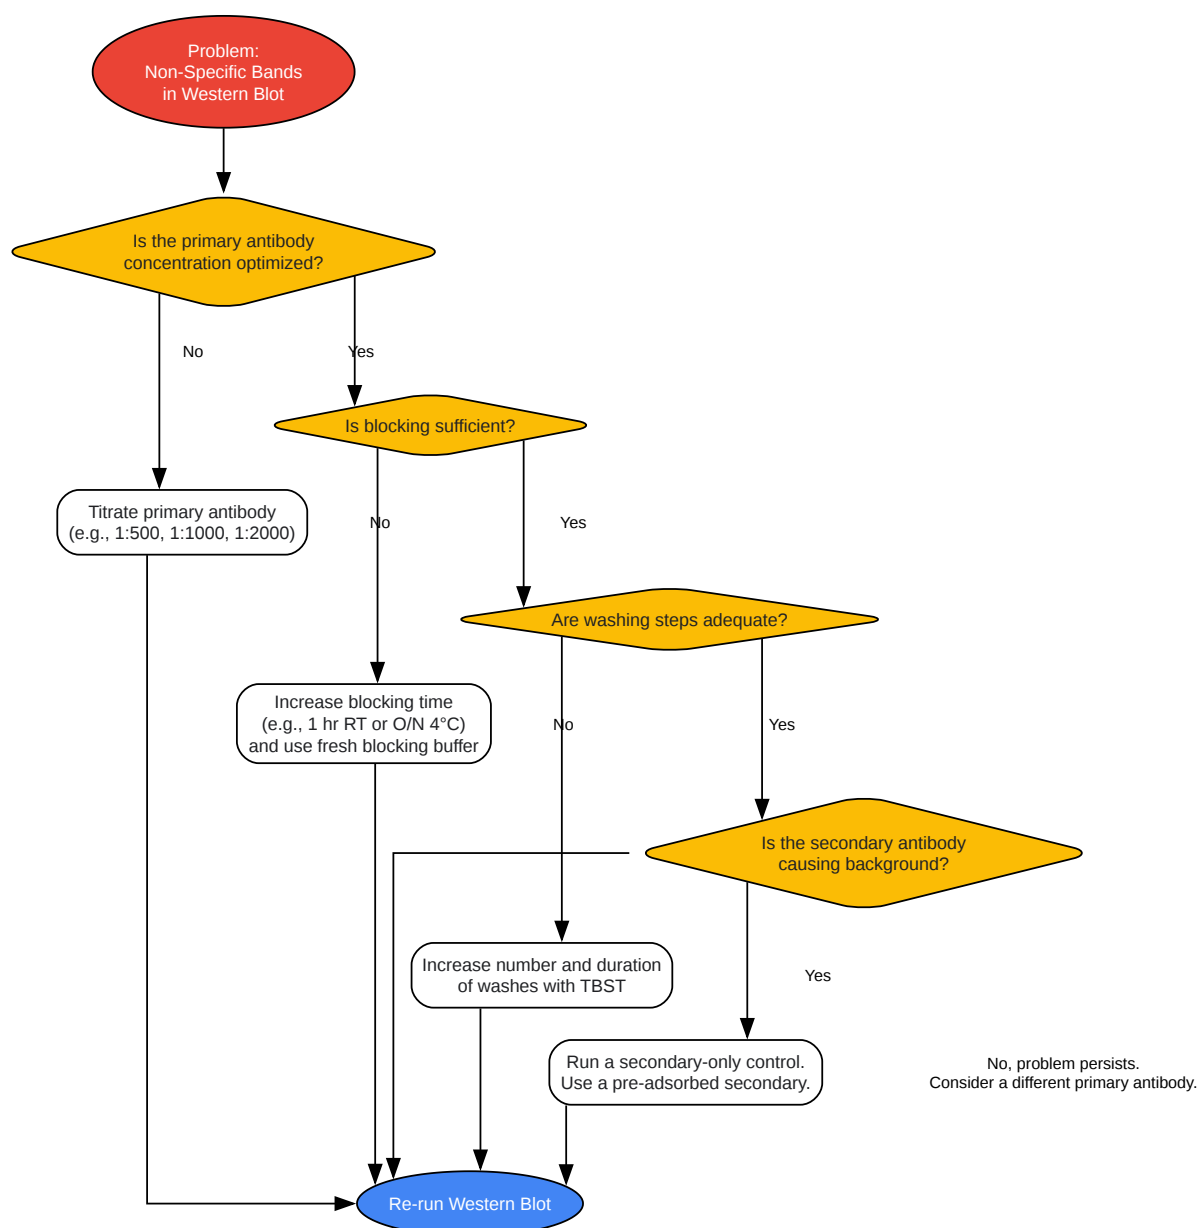 Problem:
Non-Specific Bands
in Western Blot
Is the primary antibody
concentration optimized?
No
Yes
Is blocking sufficient?
Titrate primary antibody
(e.g., 1:500, 1:1000, 1:2000)
No
Yes
Are washing steps adequate?
Increase blocking time
(e.g., 1 hr RT or O/N 4°C)
and use fresh blocking buffer
No
Yes
Is the secondary antibody
causing background?
Increase number and duration
of washes with TBST
Yes
Run a secondary-only control.
Use a pre-adsorbed secondary.
No, problem persists.
Consider a different primary antibody.
Re-run Western Blot